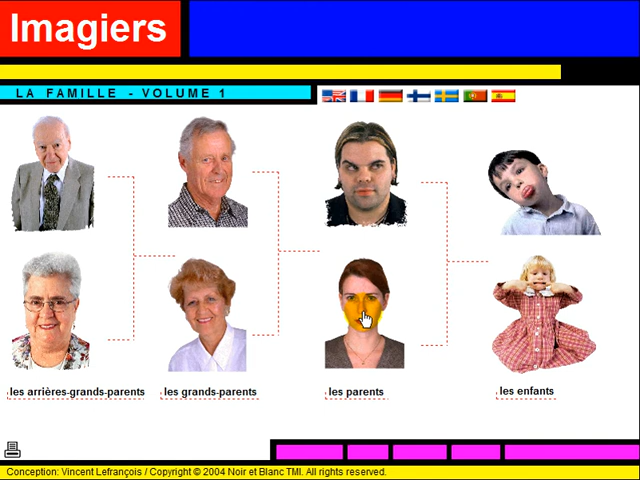 Imagiers
LA FAMILLE - VOLUME 1
les arrières-grands-parents
les grands-parents
les parents
les enfants
Conception: Vincent Lefrançois / Copyright © 2004 Noir et Blanc TMI. All rights reserved.